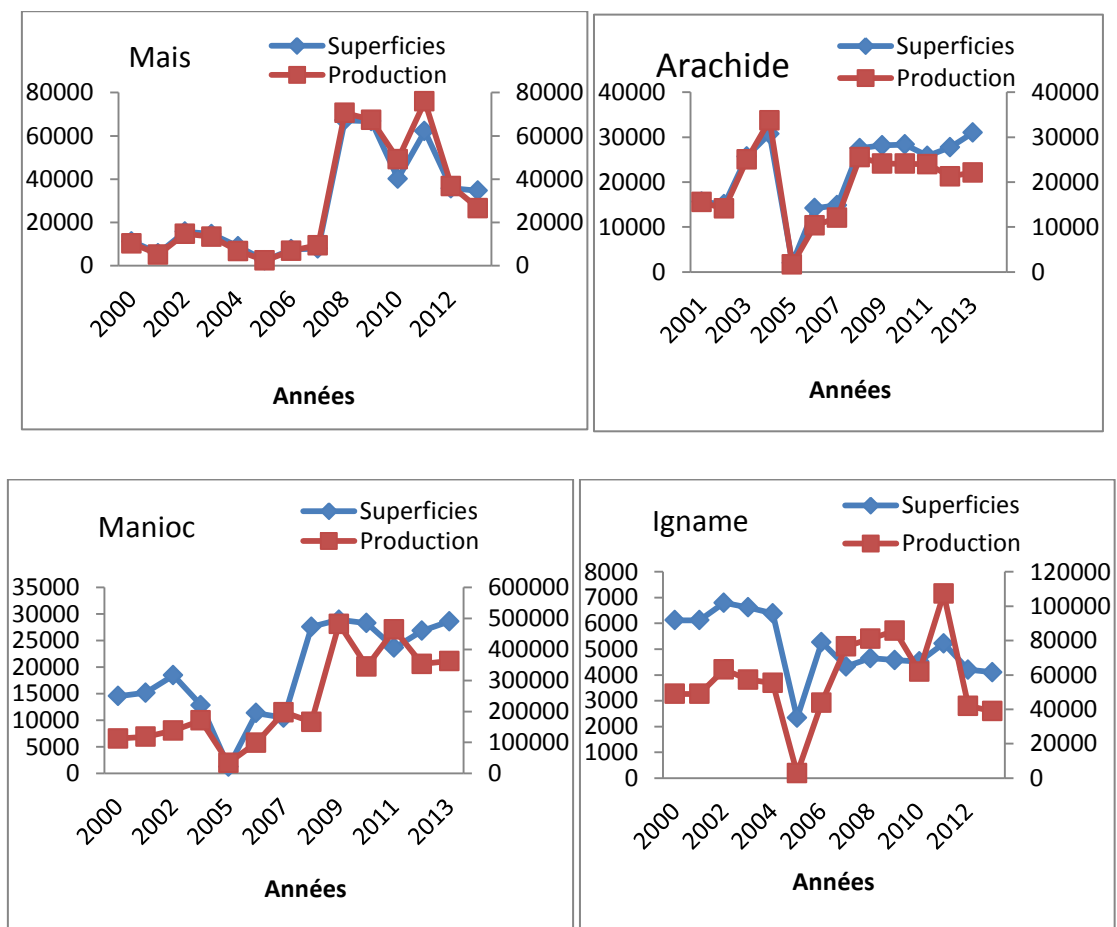 Mais
Superficies
Production
80000 80000
60000 60000
40000 40000
20000 20000
0 0
2000 2002 2004 2006 2008 2010 2012
Années
Arachide
Superficies
Production
40000 40000
30000 30000
20000 20000
10000 10000
0 0
2001 2003 2005 2007 2009 2011 2013
Années
Manioc
Superficies
Production
35000 600000
30000 500000
25000 400000
20000 300000
15000 200000
10000 100000
5000 0
0
2000 2002 2005 2007 2009 2011 2013
Années
Igname
Superficies
Production
8000 120000
7000 100000
6000 80000
5000 60000
4000 40000
3000 20000
2000 0
1000
0
2000 2002 2004 2006 2008 2010 2012
Années